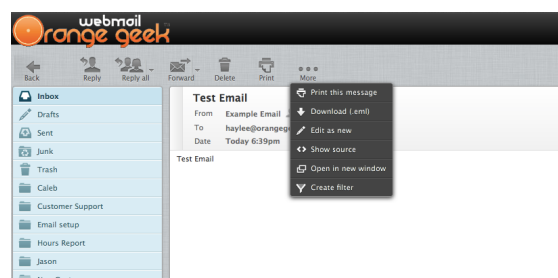 webmail
Orange geek
Back
Reply
Reply all
Forward
Delete
Print
More
Inbox
Drafts
Sent
Junk
Trash
Caleb
Customer Support
Email setup
Hours Report
Jason
Test Email
From Example Email
To haylee@orangege
Date Today 6:39pm
Test Email
Print this message
Download (.eml)
Edit as new
Show source
Open in new window
Create filter